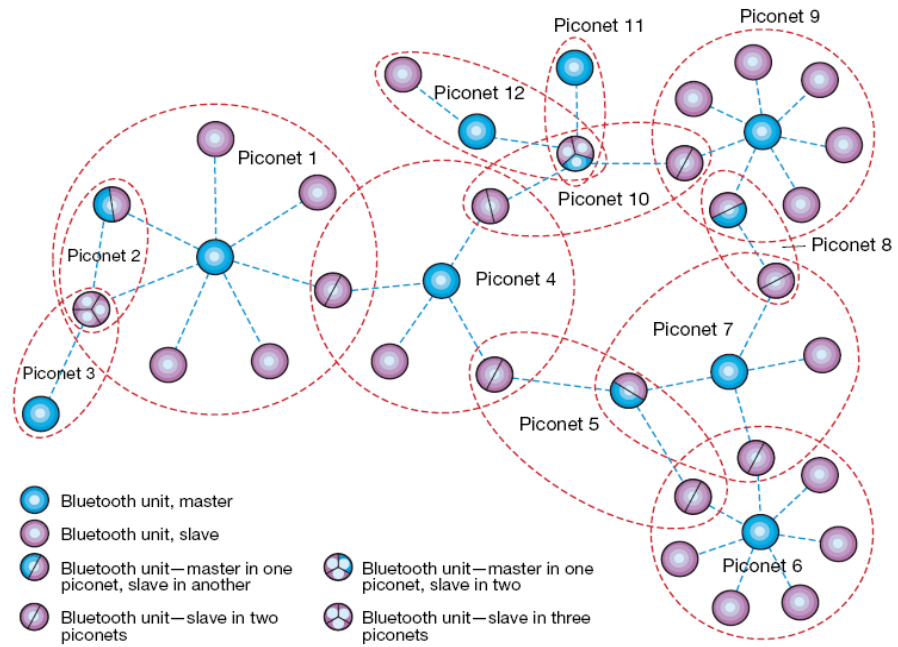 Piconet 11
Piconet 9
Piconet 12
Piconet 1
Piconet 10
Piconet 2
Piconet 8
Piconet 4
Piconet 7
Piconet 3
Piconet 5
Piconet 6
Bluetooth unit, master
Bluetooth unit, slave
Bluetooth unit—master in one
piconet, slave in another
Bluetooth unit—slave in two
piconets
Bluetooth unit—master in one
piconet, slave in two
Bluetooth unit—slave in three
piconets